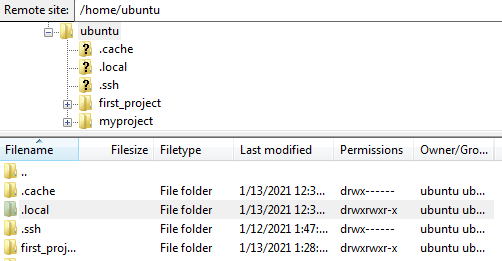 Remote site: /home/ubuntu
ubuntu
.cache
.local
.ssh
first_project
myproject
Filename Filesize Filetype Last modified Permissions Owner/Gro...
..
.cache File folder 1/13/2021 12:3... drwx------ ubuntu ub...
.local File folder 1/13/2021 12:3... drwxrwxr-x ubuntu ub...
.ssh File folder 1/12/2021 1:47:... drwx------ ubuntu ub...
first_proj... File folder 1/13/2021 1:28:... drwxrwxr-x ubuntu ub...